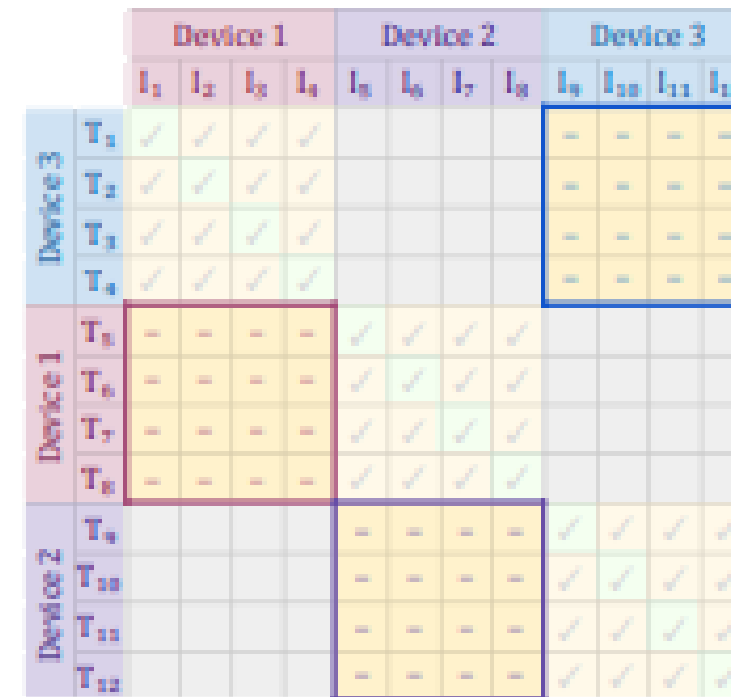 Device 1 Device 2 Device 3
I₁ I₂ I₃ I₄ I₅ I₆ I₇ I₈ I₉ I₁₀ I₁₁
Device 3
T₁ ✓ ✓ ✓ ✓ - - - -
T₂ ✓ ✓ ✓ ✓ - - - -
T₃ ✓ ✓ ✓ ✓ - - - -
T₄ ✓ ✓ ✓ ✓ - - - -
Device 1
T₅ - - - - ✓ ✓ ✓ ✓
T₆ - - - - ✓ ✓ ✓ ✓
T₇ - - - - ✓ ✓ ✓ ✓
T₈ - - - - ✓ ✓ ✓ ✓
Device 2
T₉ - - - - ✓ ✓ ✓ ✓
T₁₀ - - - - ✓ ✓ ✓ ✓
T₁₁ - - - - ✓ ✓ ✓ ✓
T₁₂ - - - - ✓ ✓ ✓ ✓